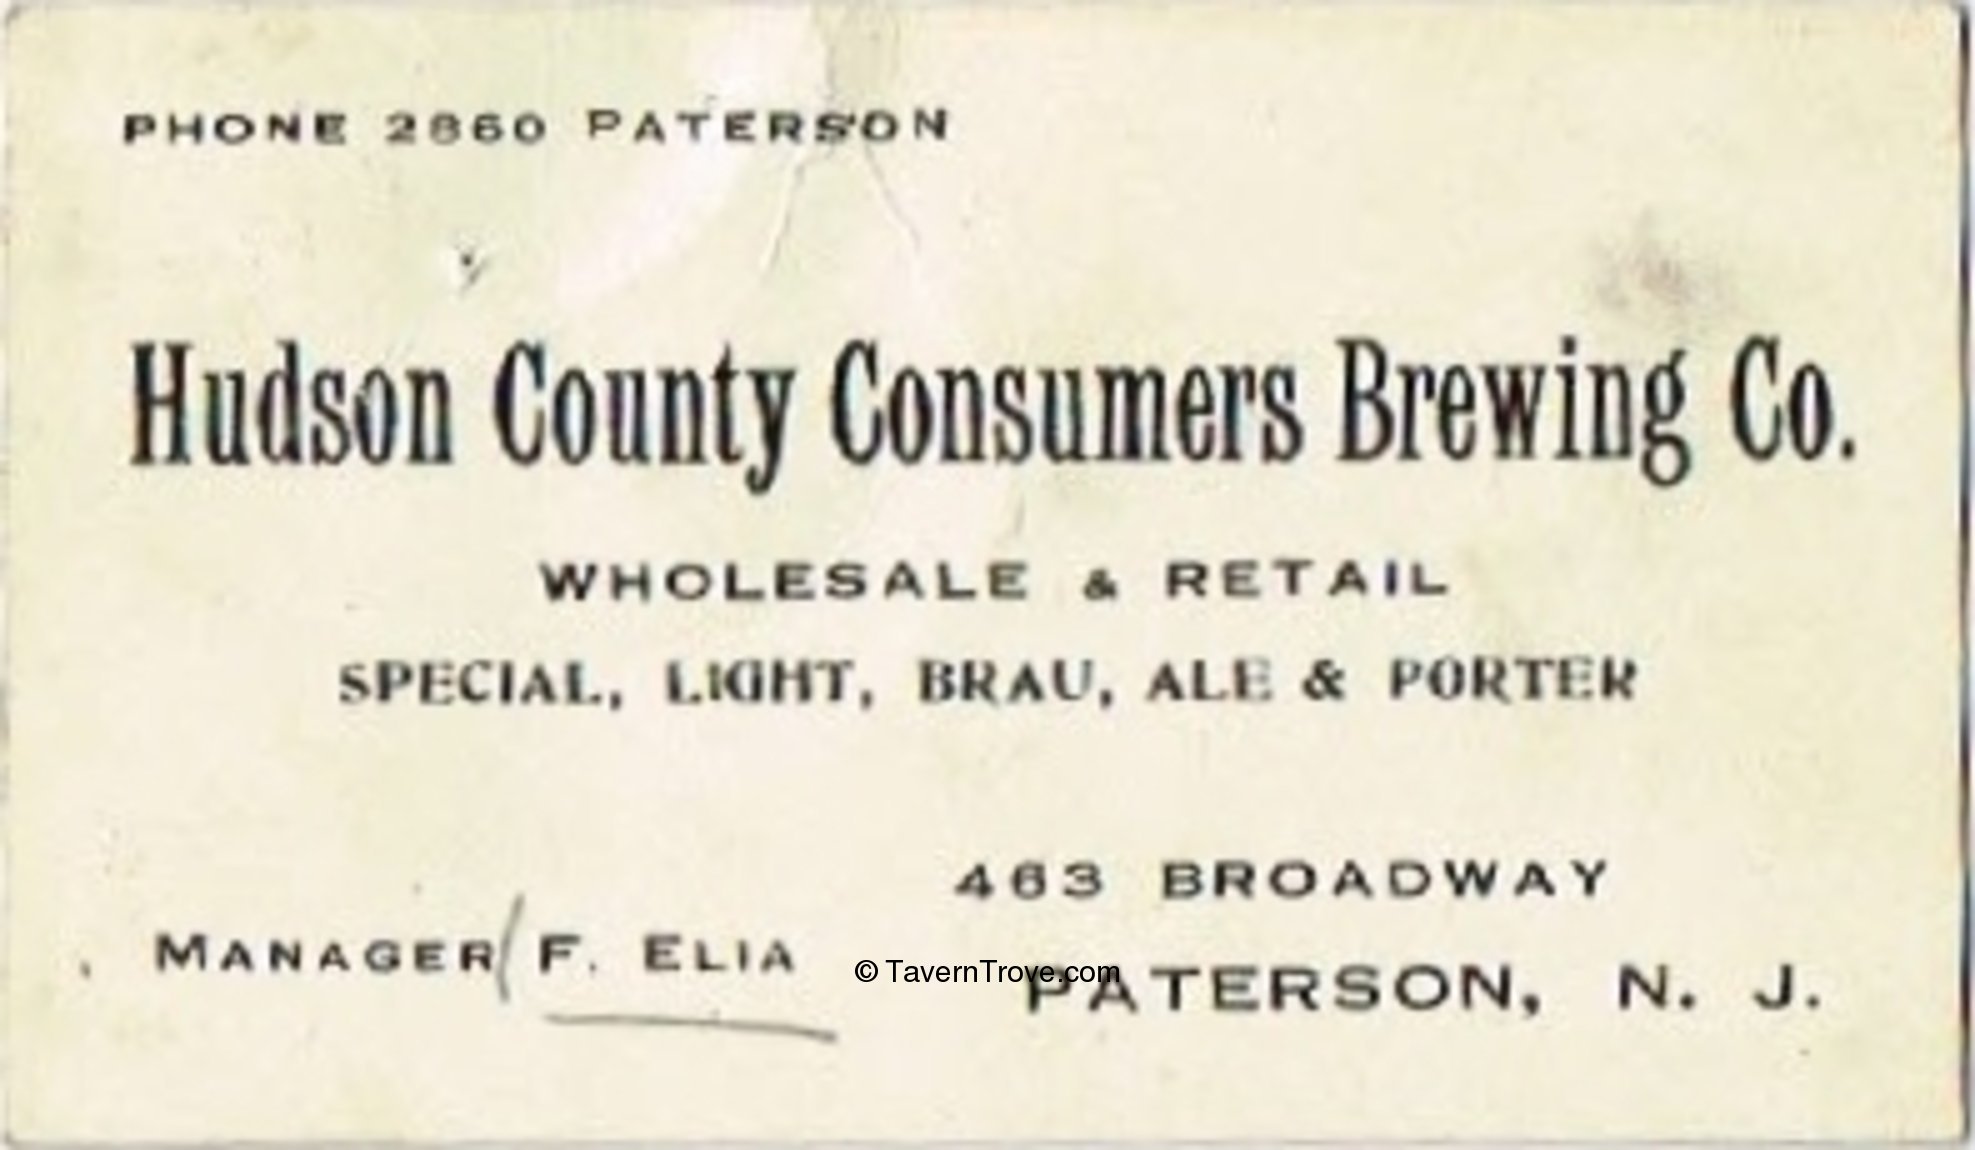 PHONE 2860 PATERSON
Hudson County Consumers Brewing Co.
WHOLESALE & RETAIL
SPECIAL, LIGHT, BRAU, ALE & PORTER
463 BROADWAY
MANAGER F. ELIA
© TavernTrove.com
PATERSON, N. J.